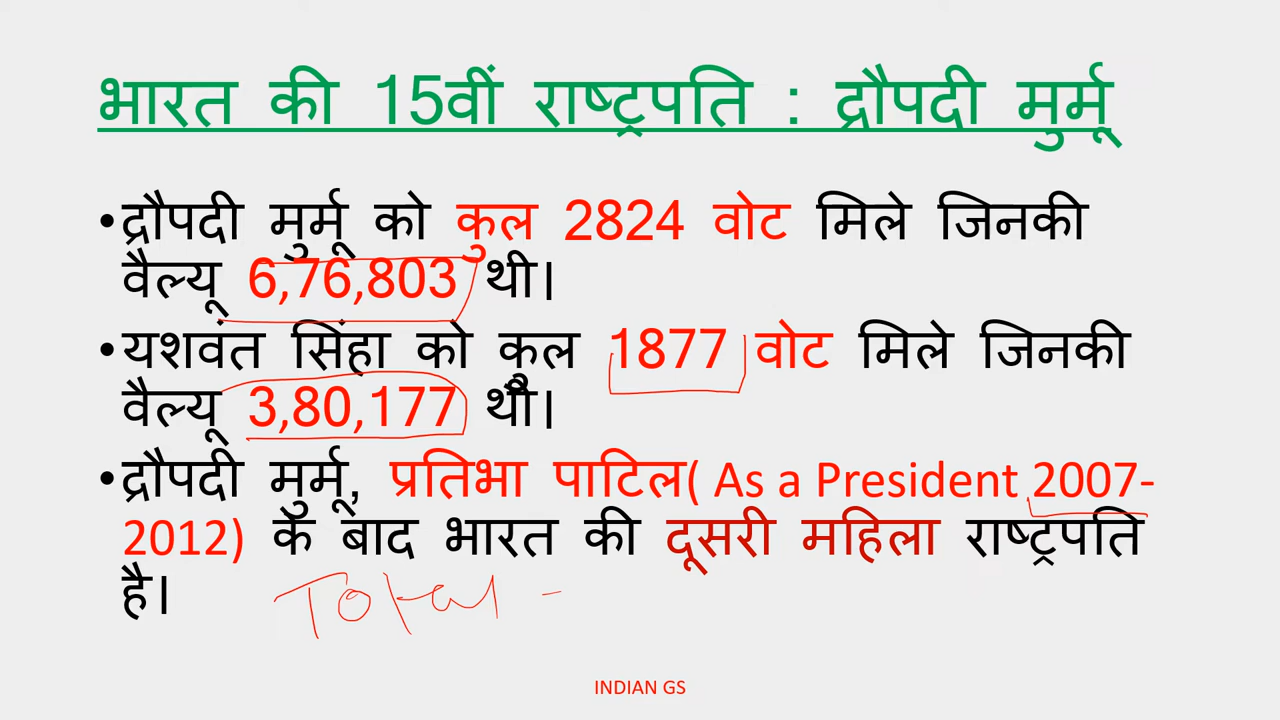 भारत की 15वीं राष्ट्रपति : द्रौपदी मुर्मू
•द्रौपदी मुर्मू को कुल 2824 वोट मिले जिनकी
वैल्यू 6,76,803 थी।
•यशवंत सिंहा को कुल 1877 वोट मिले जिनकी
वैल्यू 3,80,177 थी।
•द्रौपदी मुर्मू, प्रतिभा पाटिल( As a President 2007-
2012) के बाद भारत की दूसरी महिला राष्ट्रपति
है।
Total -
INDIAN GS